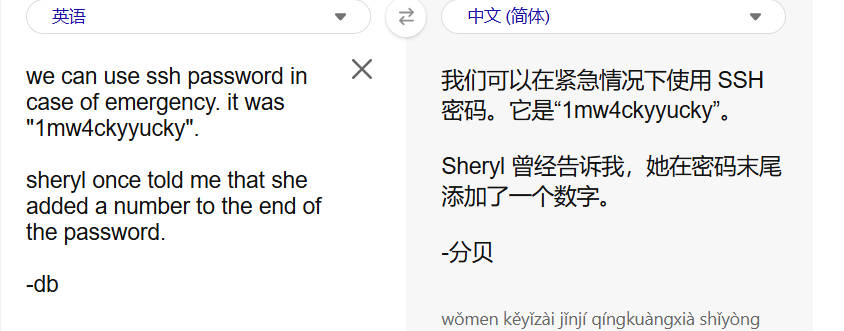 英语
中文 (简体)
we can use ssh password in
case of emergency. it was
"1mw4ckyyucky".
sheryl once told me that she
added a number to the end of
the password.
-db
我们可以在紧急情况下使用 SSH
密码。它是“1mw4ckyyucky”。
Sheryl 曾经告诉我，她在密码末尾
添加了一个数字。
-分贝
wǒmen kěyǐzài jǐnjí qíngkuàngxià shǐyòng